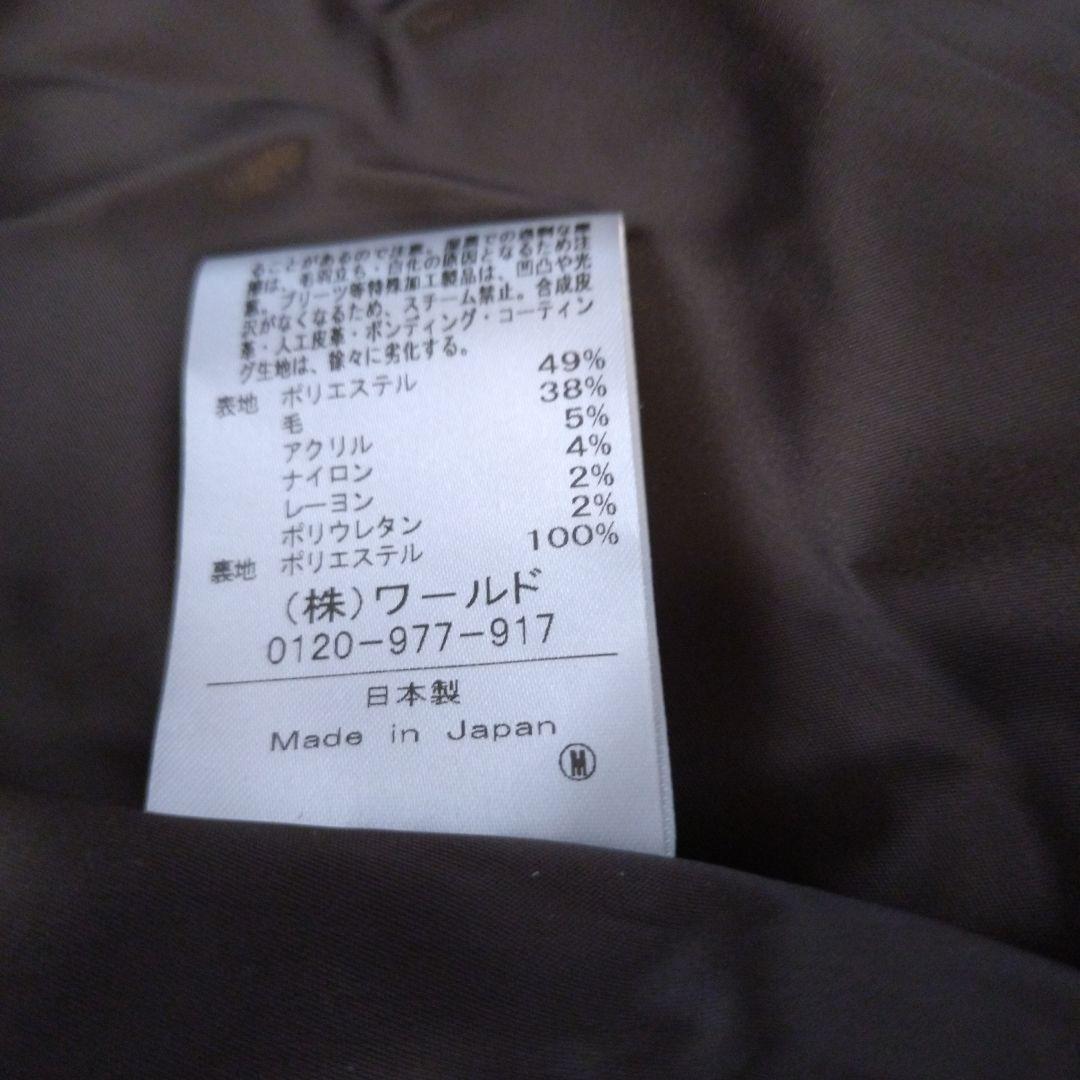 ることがあるので注意。湿潤での過剰な摩
擦は、毛羽立ち・白化の原因となるため注
意。プリーツ等特殊加工製品は、凹凸や光
沢がなくなるため、スチーム禁止。合成皮
革・人工皮革・ボンディング・コーティン
グ生地は、徐々に劣化する。
表地 ポリエステル 49%
毛 38%
アクリル 5%
ナイロン 4%
レーヨン 2%
ポリウレタン 2%
裏地 ポリエステル 100%
(株)ワールド
0120-977-917
日本製
Made in Japan
M